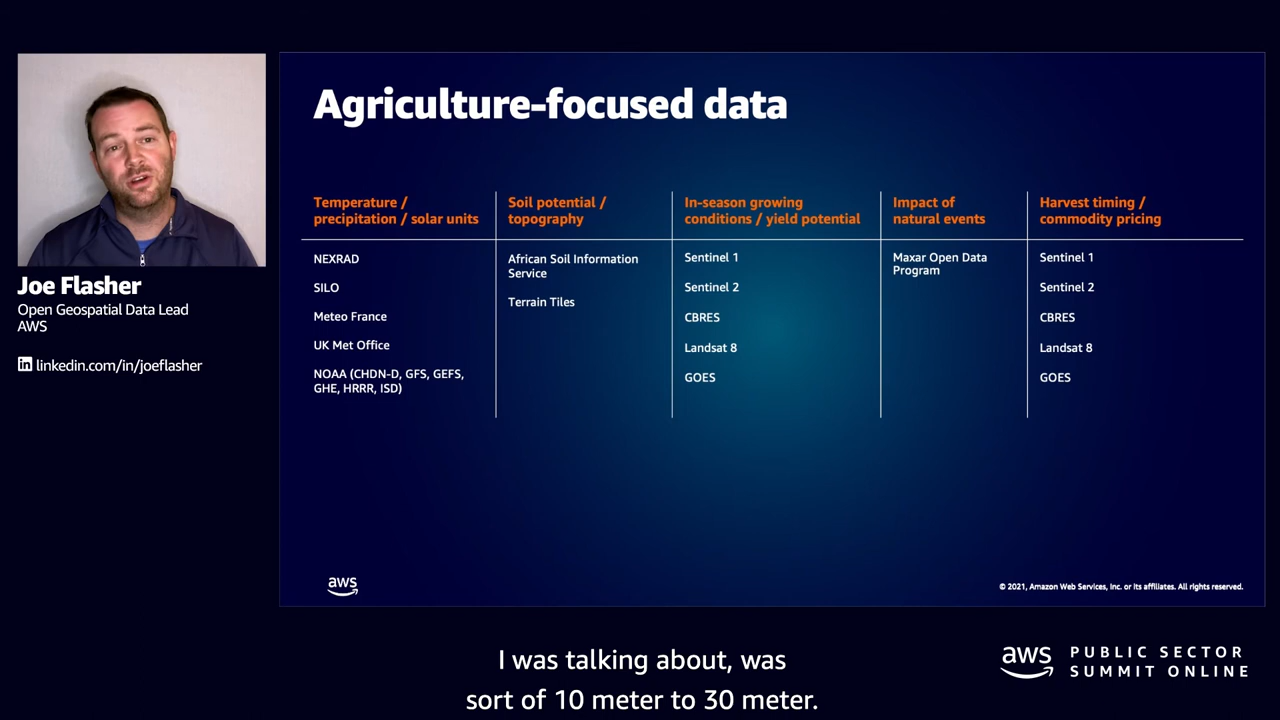 Agriculture-focused data
Temperature /
precipitation / solar units
NEXRAD
SILO
Meteo France
UK Met Office
NOAA (CHDN-D, GFS, GEFS,
GHE, HRRR, ISD)
Soil potential /
topography
African Soil Information
Service
Terrain Tiles
In-season growing
conditions / yield potential
Sentinel 1
Sentinel 2
CBRES
Landsat 8
GOES
Impact of
natural events
Maxar Open Data
Program
Harvest timing /
commodity pricing
Sentinel 1
Sentinel 2
CBRES
Landsat 8
GOES
Joe Flasher
Open Geospatial Data Lead
AWS
in linkedin.com/in/joeflasher
aws
© 2021, Amazon Web Services, Inc. or its affiliates. All rights reserved.
I was talking about, was
sort of 10 meter to 30 meter.
aws
PUBLIC SECTOR
SUMMIT ONLINE